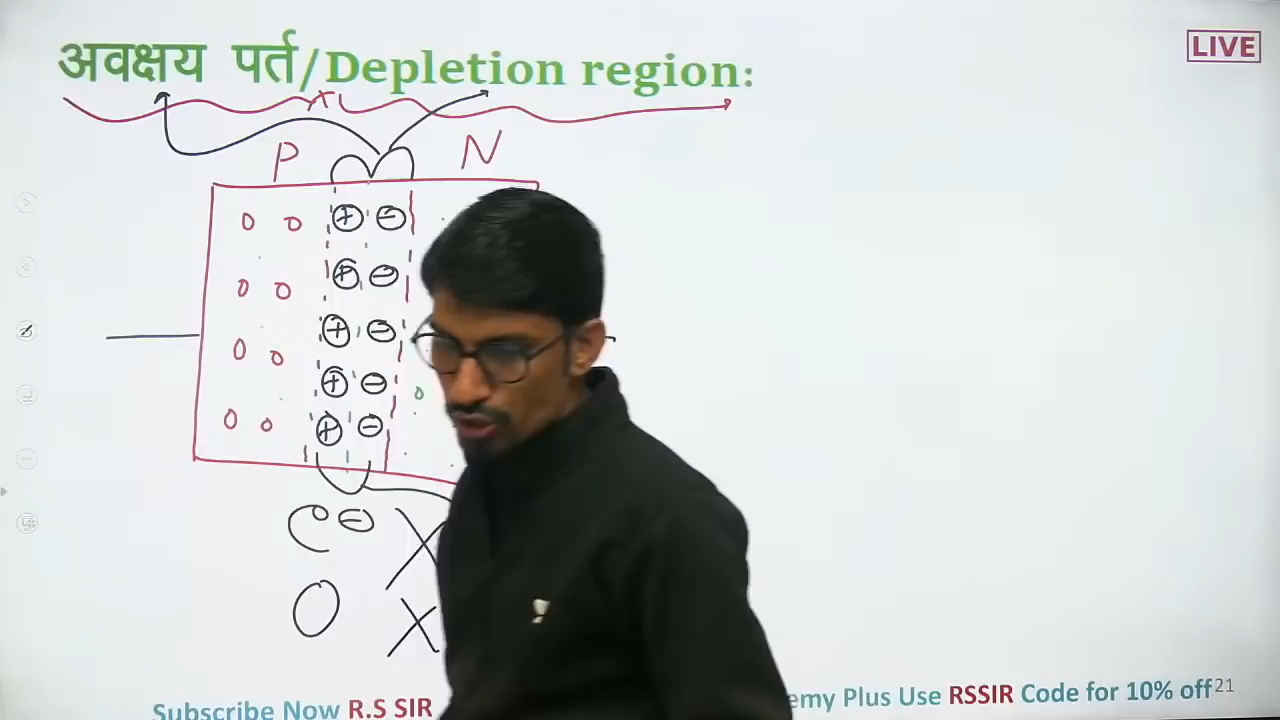 अवक्षय पर्त/Depletion region:
LIVE
P N
+ -
+ -
+ -
+ -
+ -
e -
Subscribe Now R.S SIR
emy Plus Use RSSIR Code for 10% off
21